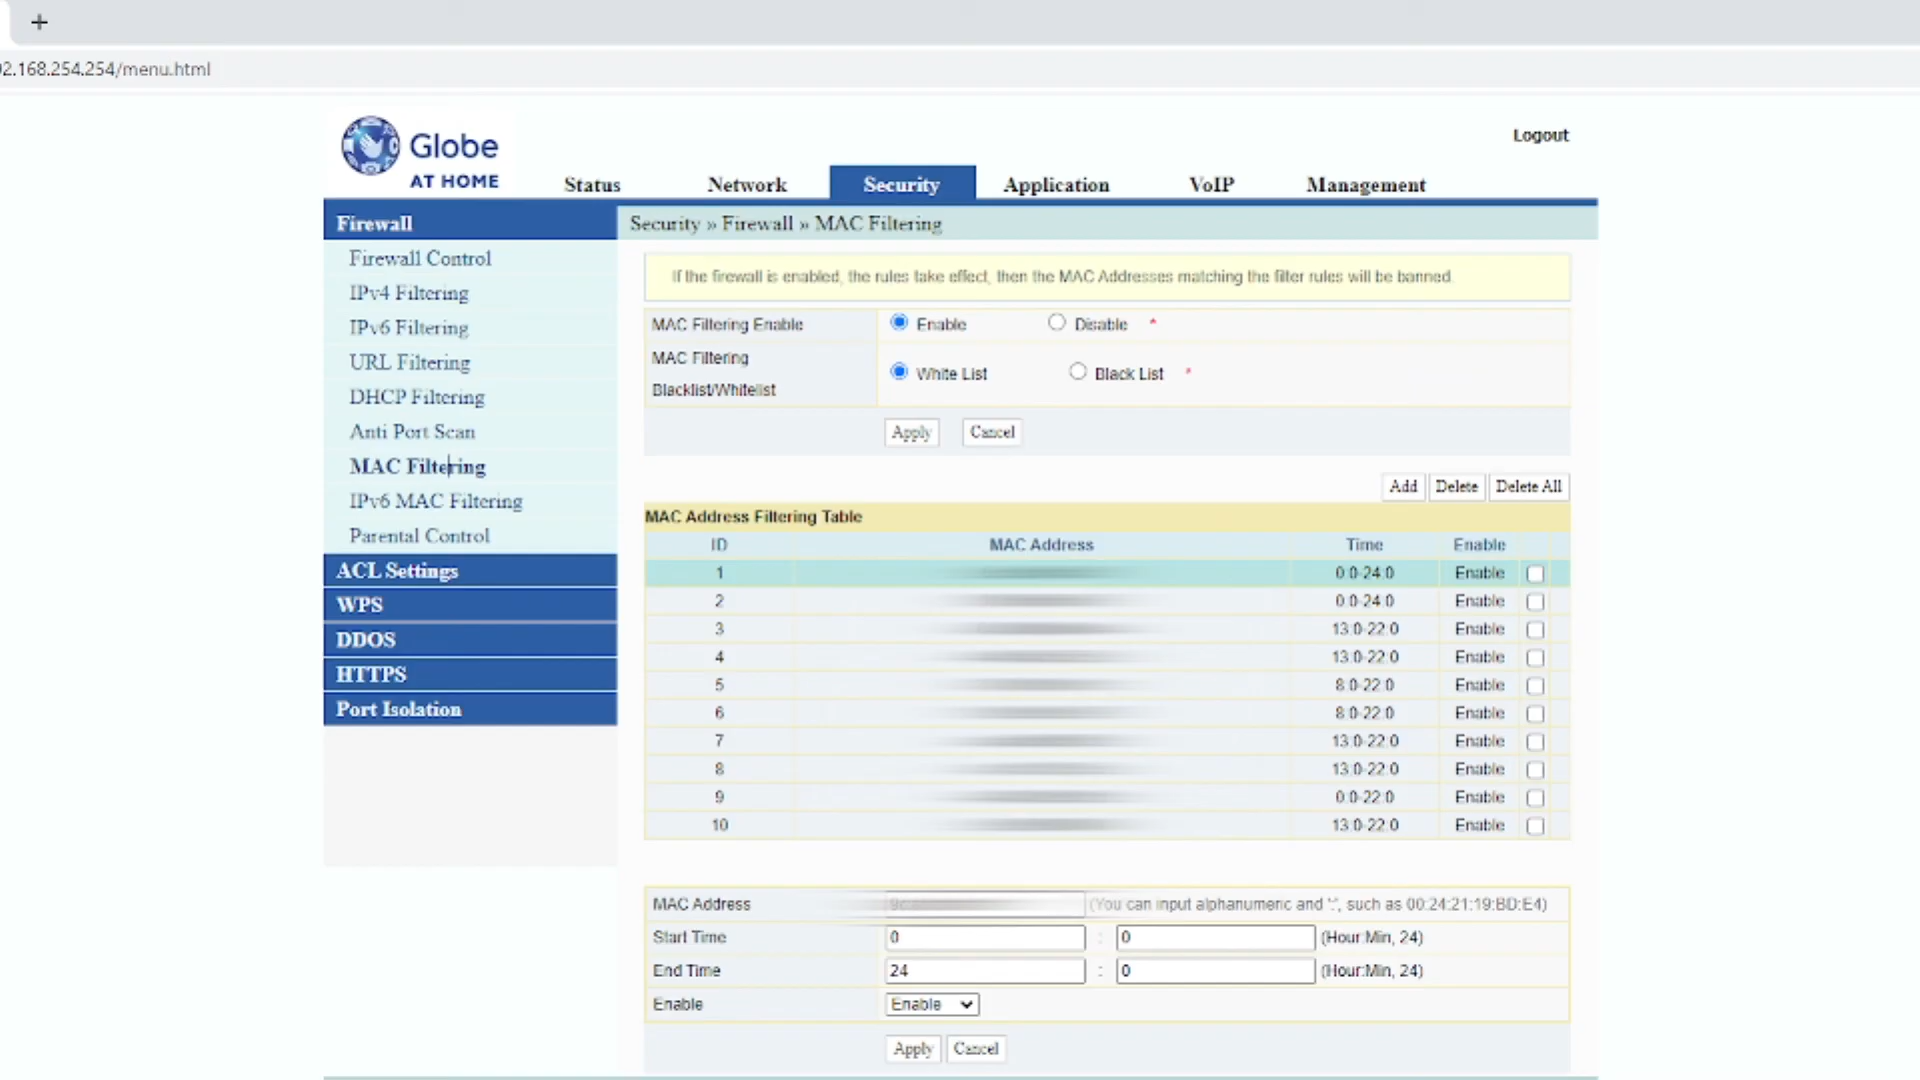 +
92.168.254.254/menu.html
Globe
AT HOME
Logout
Status Network Security Application VoIP Management
Firewall
Security » Firewall » MAC Filtering
Firewall Control
IPv4 Filtering
IPv6 Filtering
URL Filtering
DHCP Filtering
Anti Port Scan
MAC Filtering
IPv6 MAC Filtering
Parental Control
ACL Settings
WPS
DDOS
HTTPS
Port Isolation
If the firewall is enabled, the rules take effect, then the MAC Addresses matching the filter rules will be banned.
MAC Filtering Enable Enable Disable *
MAC Filtering
Blacklist/Whitelist White List Black List *
Apply Cancel
Add Delete Delete All
MAC Address Filtering Table
ID MAC Address Time Enable
1 0:0-24:0 Enable
2 0:0-24:0 Enable
3 13:0-22:0 Enable
4 13:0-22:0 Enable
5 8:0-22:0 Enable
6 8:0-22:0 Enable
7 13:0-22:0 Enable
8 13:0-22:0 Enable
9 0:0-22:0 Enable
10 13:0-22:0 Enable
MAC Address (You can input alphanumeric and ":", such as 00:24:21:19:BD:E4)
Start Time 0 : 0 (Hour:Min, 24)
End Time 24 : 0 (Hour:Min, 24)
Enable Enable
Apply Cancel